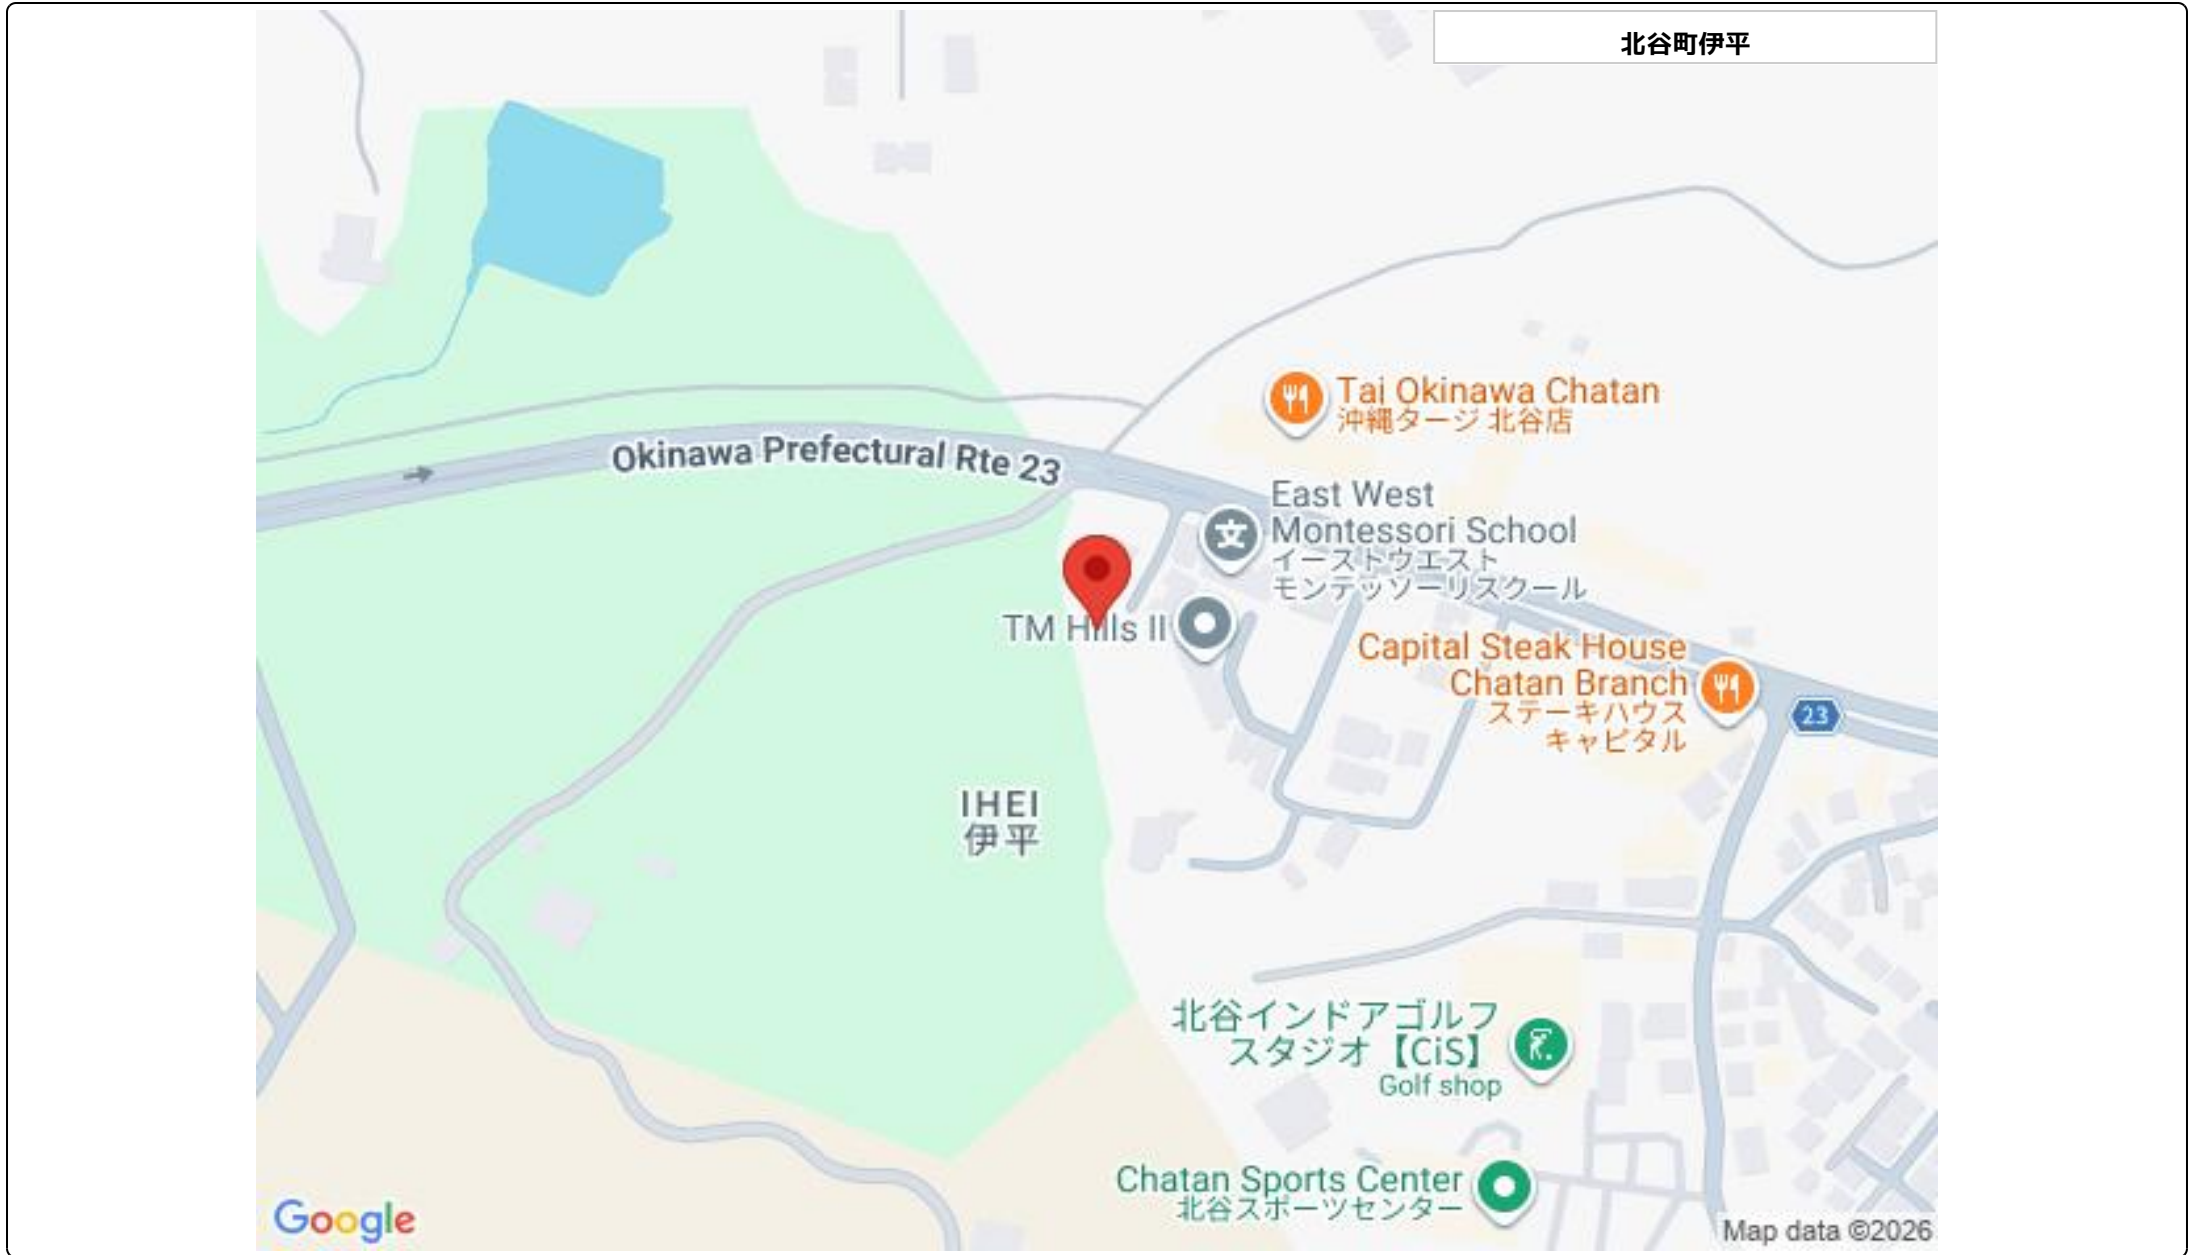 北谷町伊平
Taj Okinawa Chatan
沖縄タージ 北谷店
Okinawa Prefectural Rte 23
East West
Montessori School
イーストウエスト
モンテッソーリスクール
TM Hills II
Capital Steak House
Chatan Branch
ステーキハウス
キャピタル
23
IHEI
伊平
北谷インドアゴルフ
スタジオ【CiS】
Golf shop
Chatan Sports Center
北谷スポーツセンター
Google
Map data ©2026